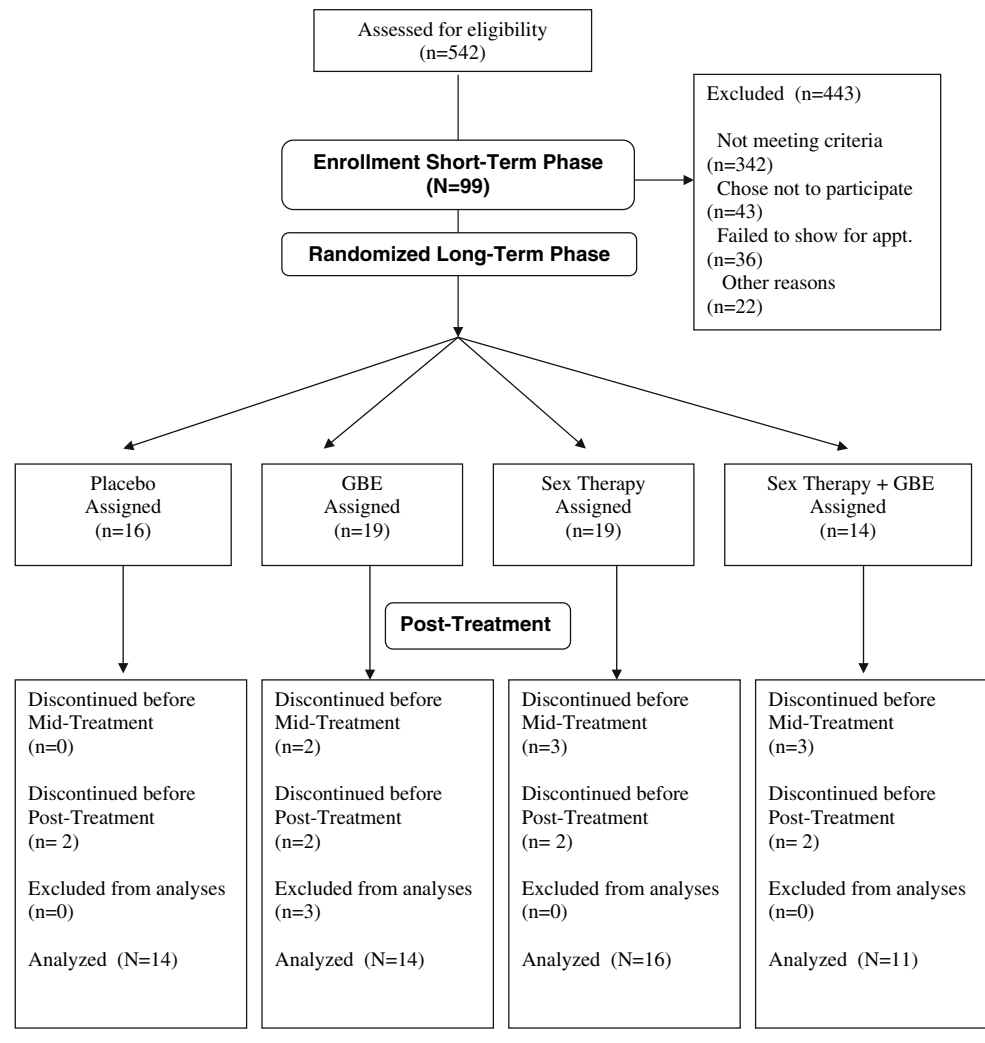 Assessed for eligibility
(n=542)
Excluded (n=443)
Not meeting criteria
(n=342)
Chose not to participate
(n=43)
Failed to show for appt.
(n=36)
Other reasons
(n=22)
Enrollment Short-Term Phase
(N=99)
Randomized Long-Term Phase
Placebo
Assigned
(n=16)
GBE
Assigned
(n=19)
Sex Therapy
Assigned
(n=19)
Sex Therapy + GBE
Assigned
(n=14)
Post-Treatment
Discontinued before
Mid-Treatment
(n=0)
Discontinued before
Post-Treatment
(n= 2)
Excluded from analyses
(n=0)
Analyzed (N=14)
Discontinued before
Mid-Treatment
(n=2)
Discontinued before
Post-Treatment
(n=2)
Excluded from analyses
(n=3)
Analyzed (N=14)
Discontinued before
Mid-Treatment
(n=3)
Discontinued before
Post-Treatment
(n= 2)
Excluded from analyses
(n=0)
Analyzed (N=16)
Discontinued before
Mid-Treatment
(n=3)
Discontinued before
Post-Treatment
(n= 2)
Excluded from analyses
(n=0)
Analyzed (N=11)